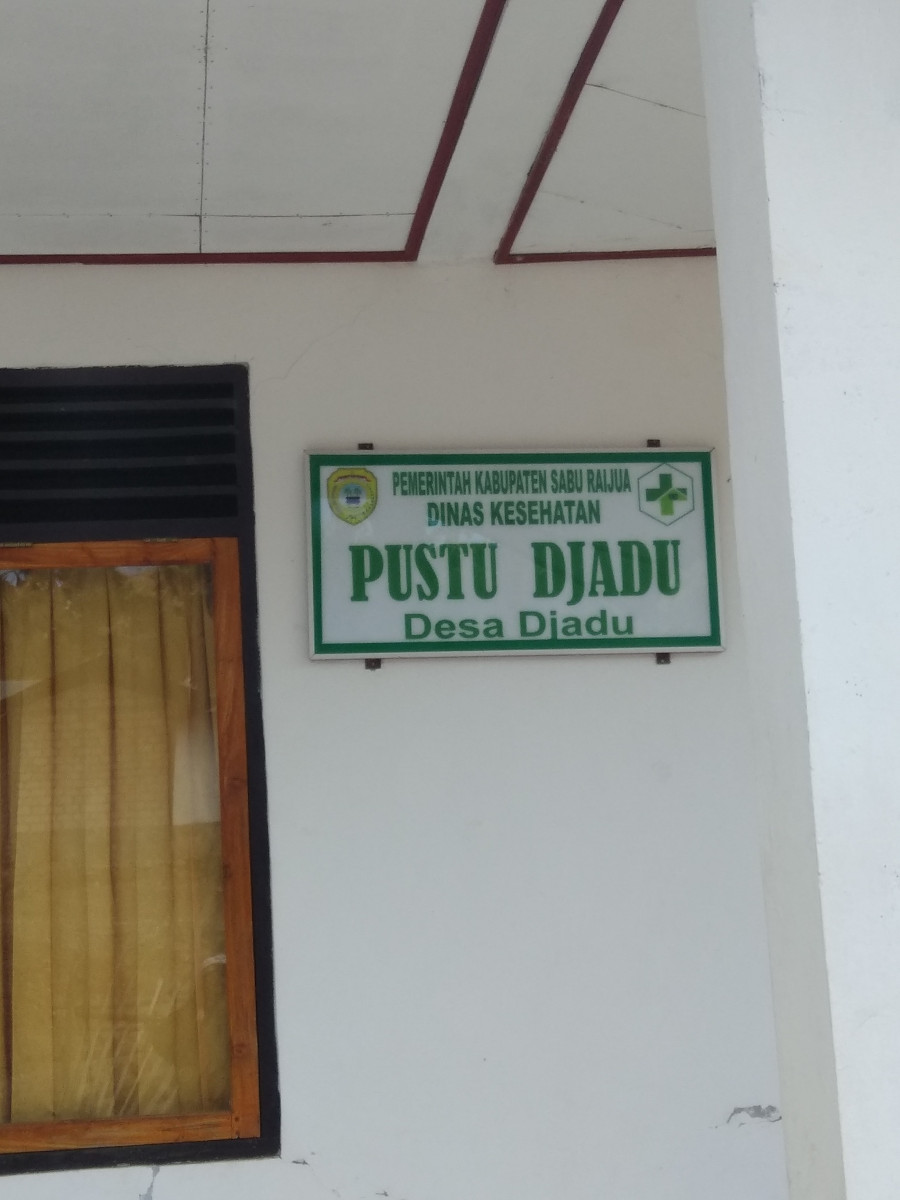 PEMERINTAH KABUPATEN SABU RAIJUA
DINAS KESEHATAN
PUSTU DJADU
Desa Djadu